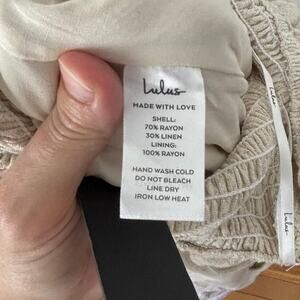 Lulus
MADE WITH LOVE
SHELL:
70% RAYON
30% LINEN
LINING:
100% RAYON
HAND WASH COLD
DO NOT BLEACH
LINE DRY
IRON LOW HEAT
Lulus